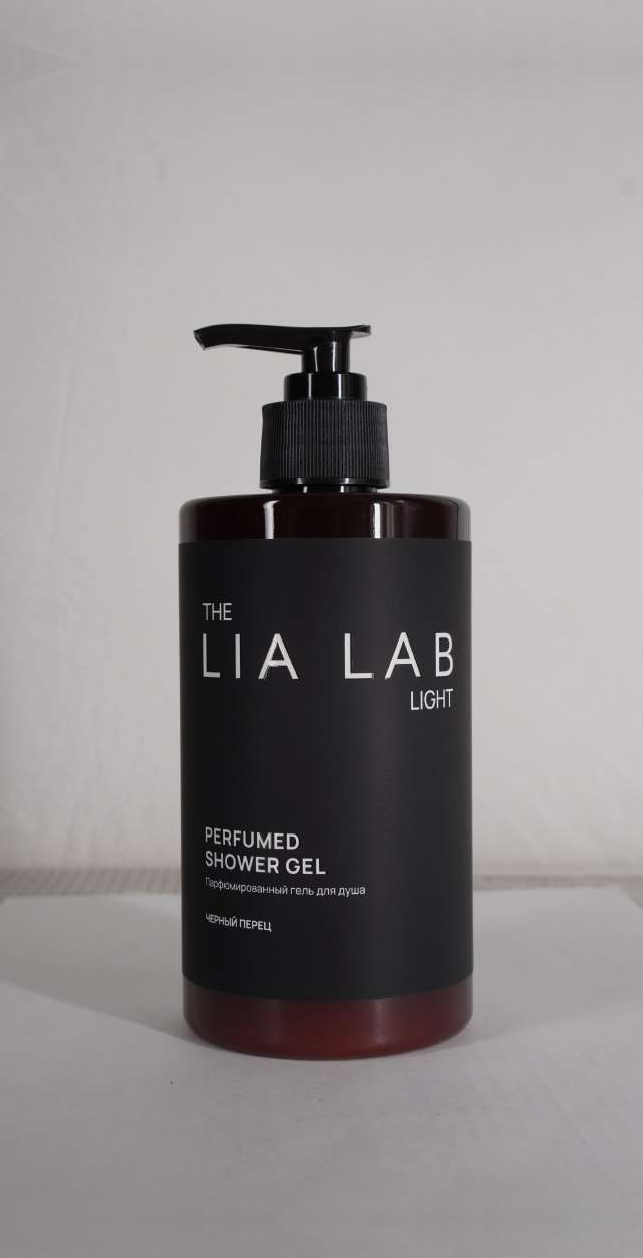 THE
LIA LAB
LIGHT
PERFUMED
SHOWER GEL
Парфюмированный гель для душа
ЧЕРНЫЙ ПЕРЕЦ